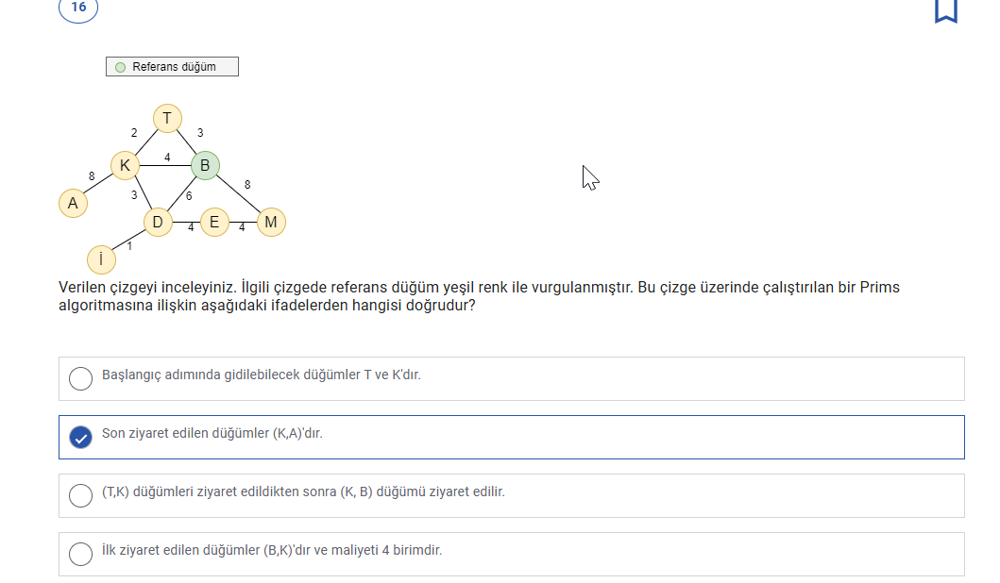 16
Referans düğüm
T
2
3
K
4
B
8
3
6
8
A
D
4
E
4
M
1
İ
Verilen çizgeyi inceleyiniz. İlgili çizgede referans düğüm yeşil renk ile vurgulanmıştır. Bu çizge üzerinde çalıştırılan bir Prims
algoritmasına ilişkin aşağıdaki ifadelerden hangisi doğrudur?
Başlangıç adımında gidilebilecek düğümler T ve K'dır.
Son ziyaret edilen düğümler (K,A)'dır.
(T,K) düğümleri ziyaret edildikten sonra (K, B) düğümü ziyaret edilir.
İlk ziyaret edilen düğümler (B,K)'dır ve maliyeti 4 birimdir.